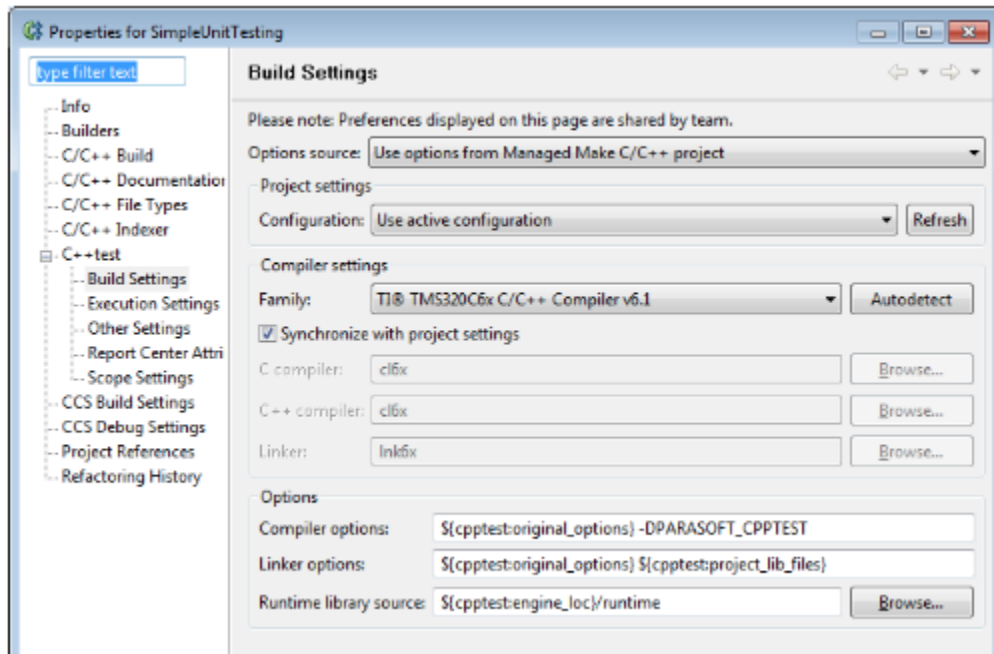 Properties for SimpleUnitTesting
type filter text
Info
Builders
C/C++ Build
C/C++ Documentation
C/C++ File Types
C/C++ Indexer
C++test
Build Settings
Execution Settings
Other Settings
Report Center Attri
Scope Settings
CCS Build Settings
CCS Debug Settings
Project References
Refactoring History
Build Settings
Please note: Preferences displayed on this page are shared by team.
Options source: Use options from Managed Make C/C++ project
Project settings
Configuration: Use active configuration Refresh
Compiler settings
Family: TI® TMS320C6x C/C++ Compiler v6.1 Autodetect
Synchronize with project settings
C compiler: cl6x Browse...
C++ compiler: cl6x Browse...
Linker: lnk6x Browse...
Options
Compiler options: ${cpptest:original_options} -DPARASOFT_CPPTEST
Linker options: ${cpptest:original_options} ${cpptest:project_lib_files}
Runtime library source: ${cpptest:engine_loc}/runtime Browse...